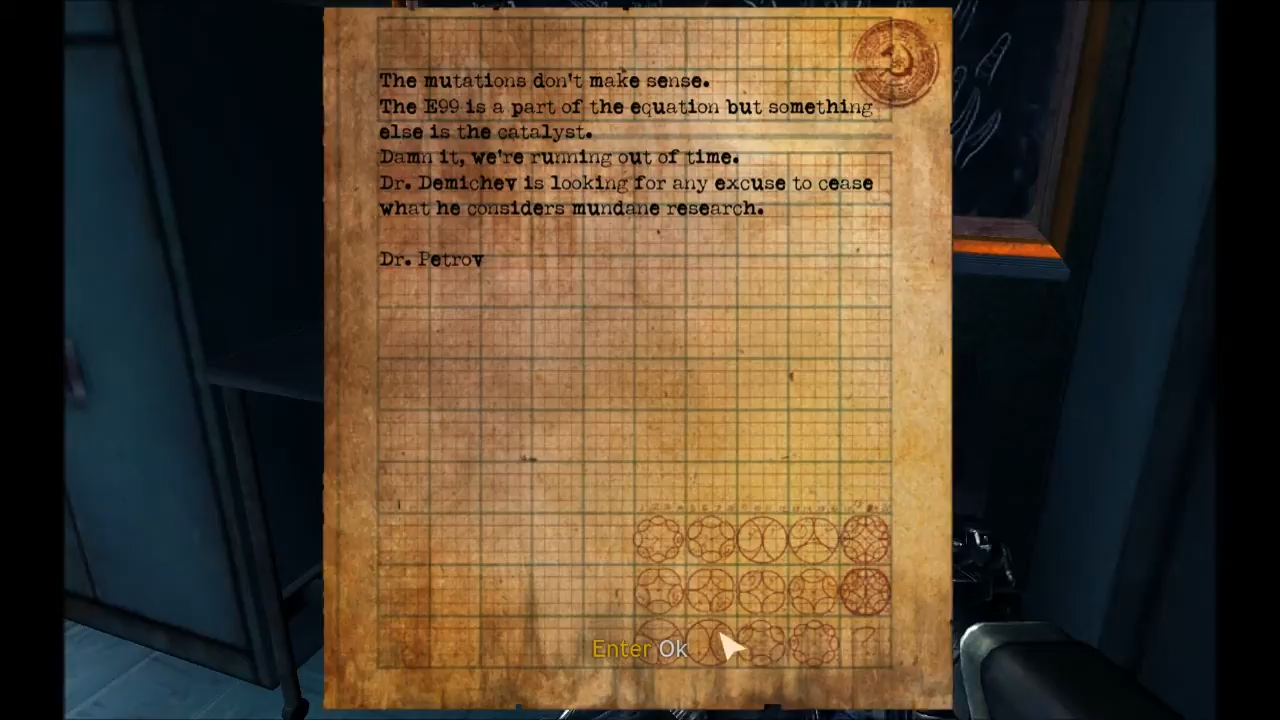 The mutations don't make sense.
The E99 is a part of the equation but something
else is the catalyst.
Damn it, we're running out of time.
Dr. Demichev is looking for any excuse to cease
what he considers mundane research.
Dr. Petrov
Enter Ok